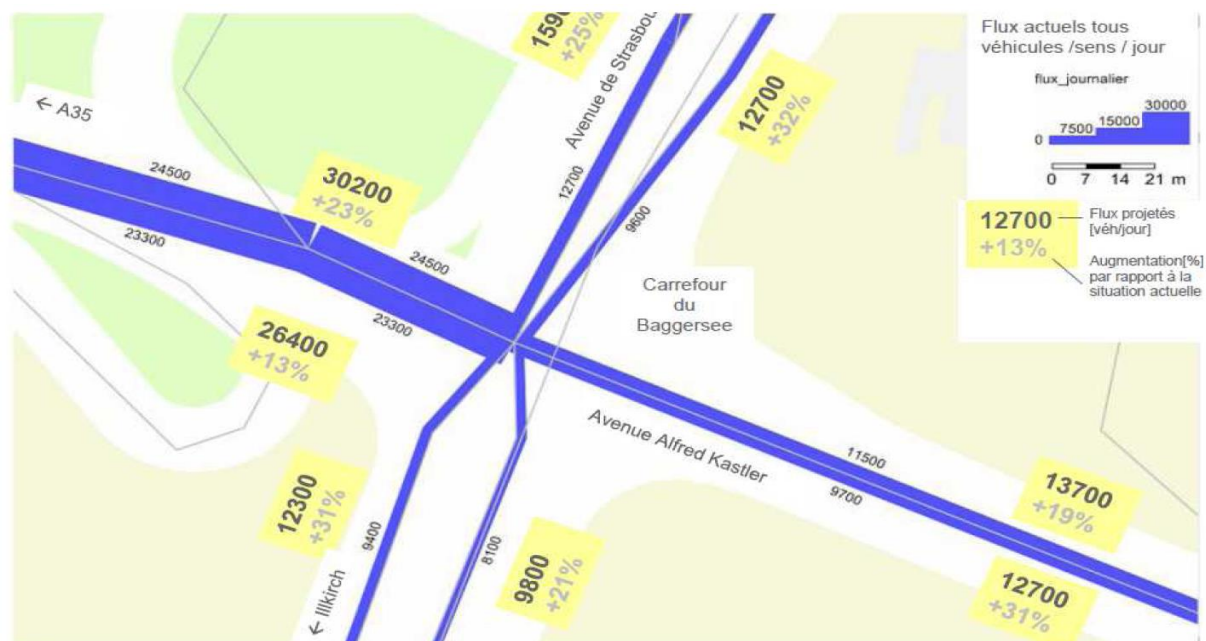 1590
+25%
Avenue de Strasbou
12700
+32%
Flux actuels tous
véhicules /sens / jour
flux_journalier
0
7500
15000
30000
0 7 14 21 m
12700
+13%
Flux projetés
[véh/jour]
Augmentation[%]
par rapport à la
situation actuelle
← A35
24500
23300
30200
+23%
24500
23300
12700
9600
Carrefour
du
Baggersee
26400
+13%
Avenue Alfred Kastler
11500
9700
13700
+19%
12700
+31%
12300
+31%
9400
8100
9800
+21%
← Illkirch